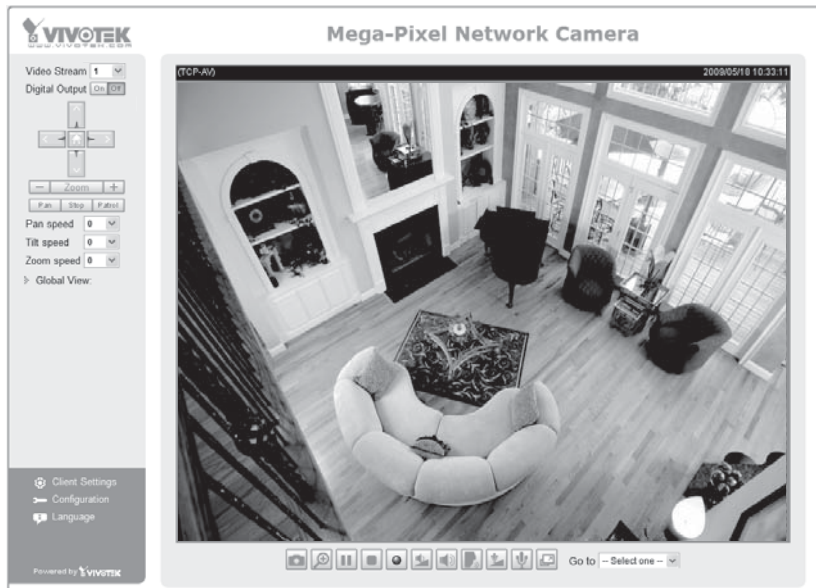 VIVOTEK
WWW.VIVOTEK.COM
Mega-Pixel Network Camera
Video Stream 1
Digital Output On Off
Zoom
Pan Stop Patrol
Pan speed 0
Tilt speed 0
Zoom speed 0
Global View:
(TCP-AV) 2009/05/18 10:33:11
Client Settings
Configuration
Language
Powered by VIVOTEK
Go to -- Select one --